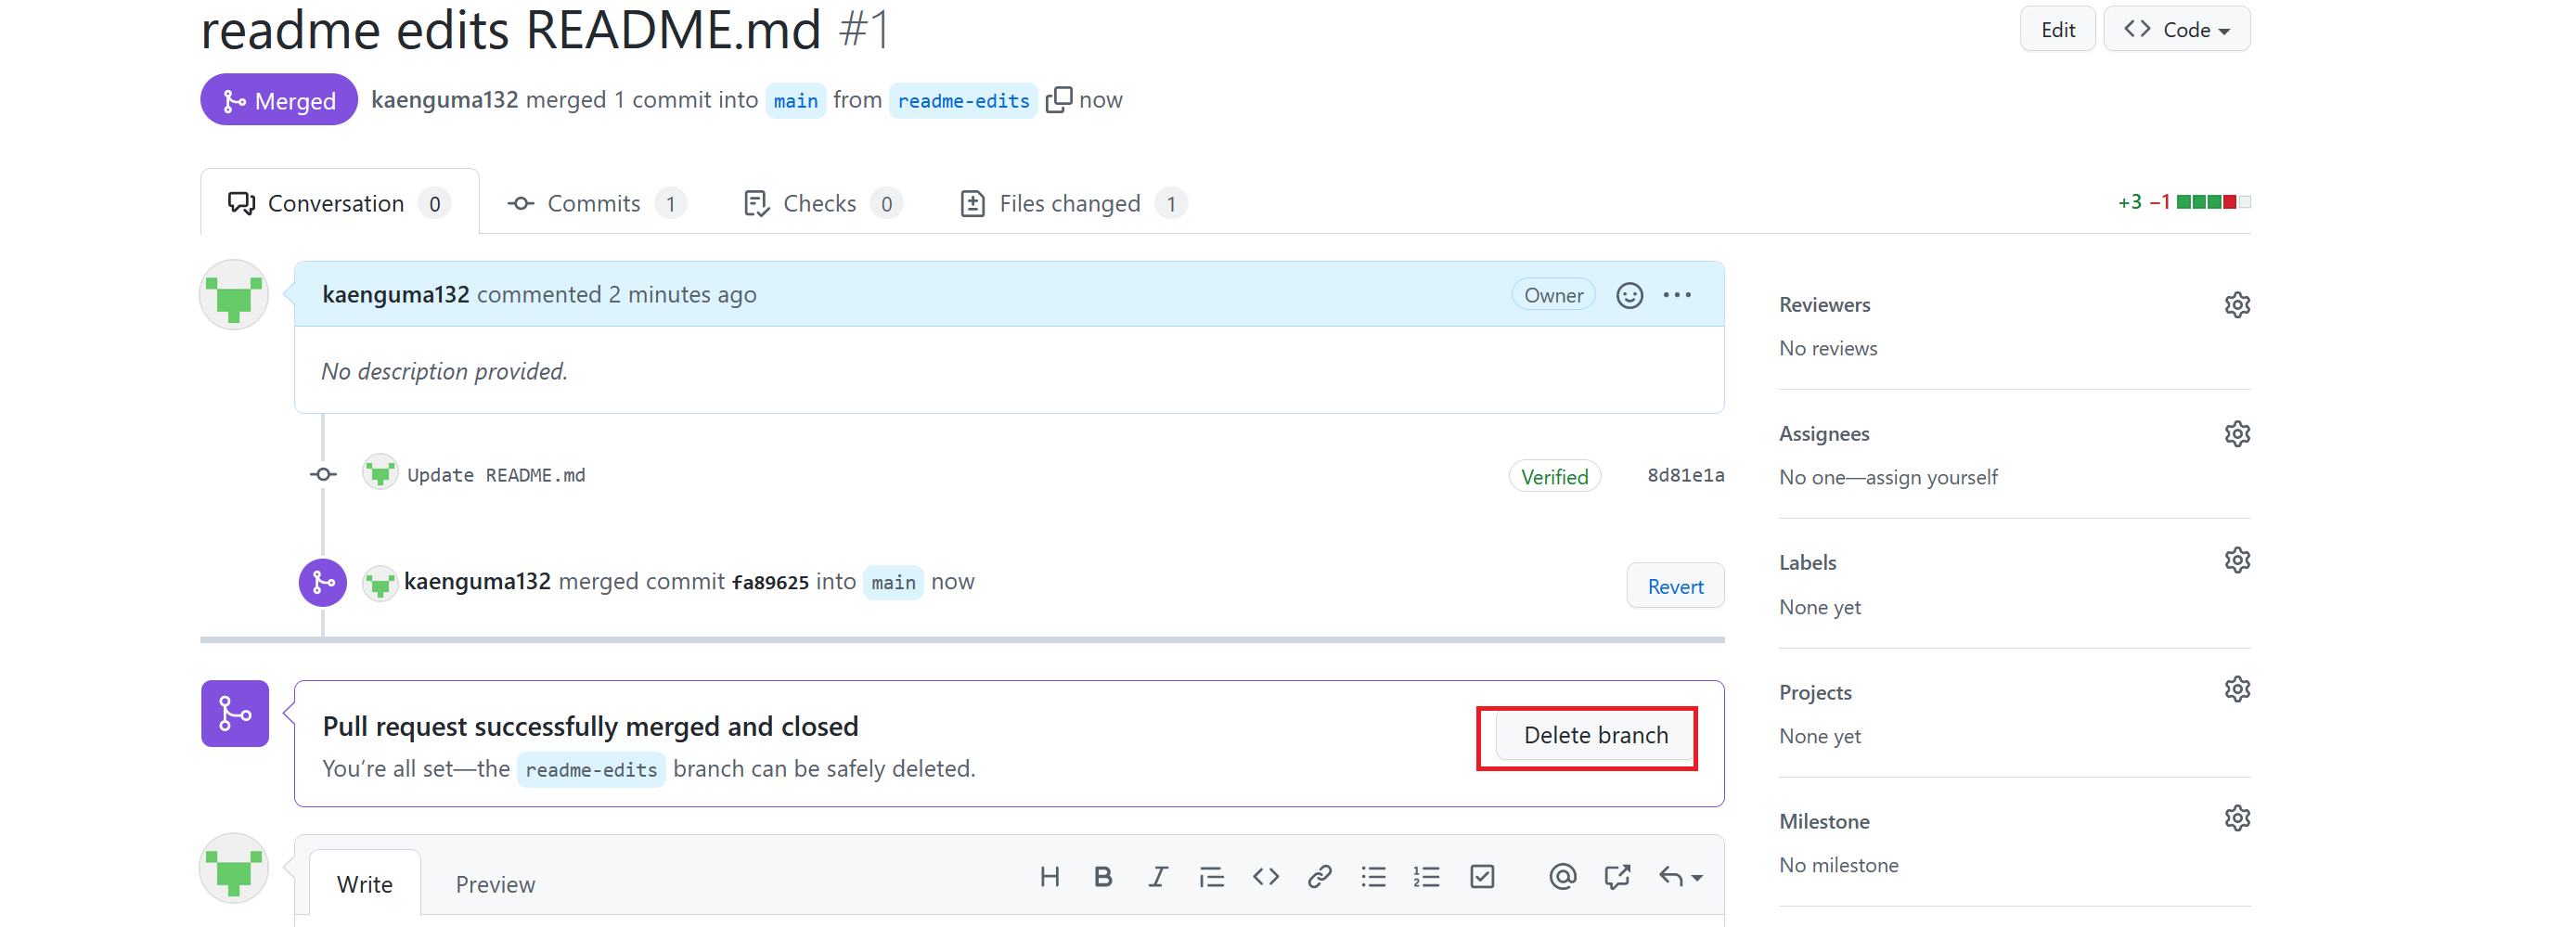 readme edits README.md #1
Edit
Code
Merged
kaenguma132 merged 1 commit into main from readme-edits now
Conversation 0
Commits 1
Checks 0
Files changed 1
+3 −1
kaenguma132 commented 2 minutes ago
Owner
No description provided.
Update README.md
Verified
8d81e1a
kaenguma132 merged commit fa89625 into main now
Revert
Pull request successfully merged and closed
You’re all set—the readme-edits branch can be safely deleted.
Delete branch
Write
Preview
Reviewers
No reviews
Assignees
No one—assign yourself
Labels
None yet
Projects
None yet
Milestone
No milestone